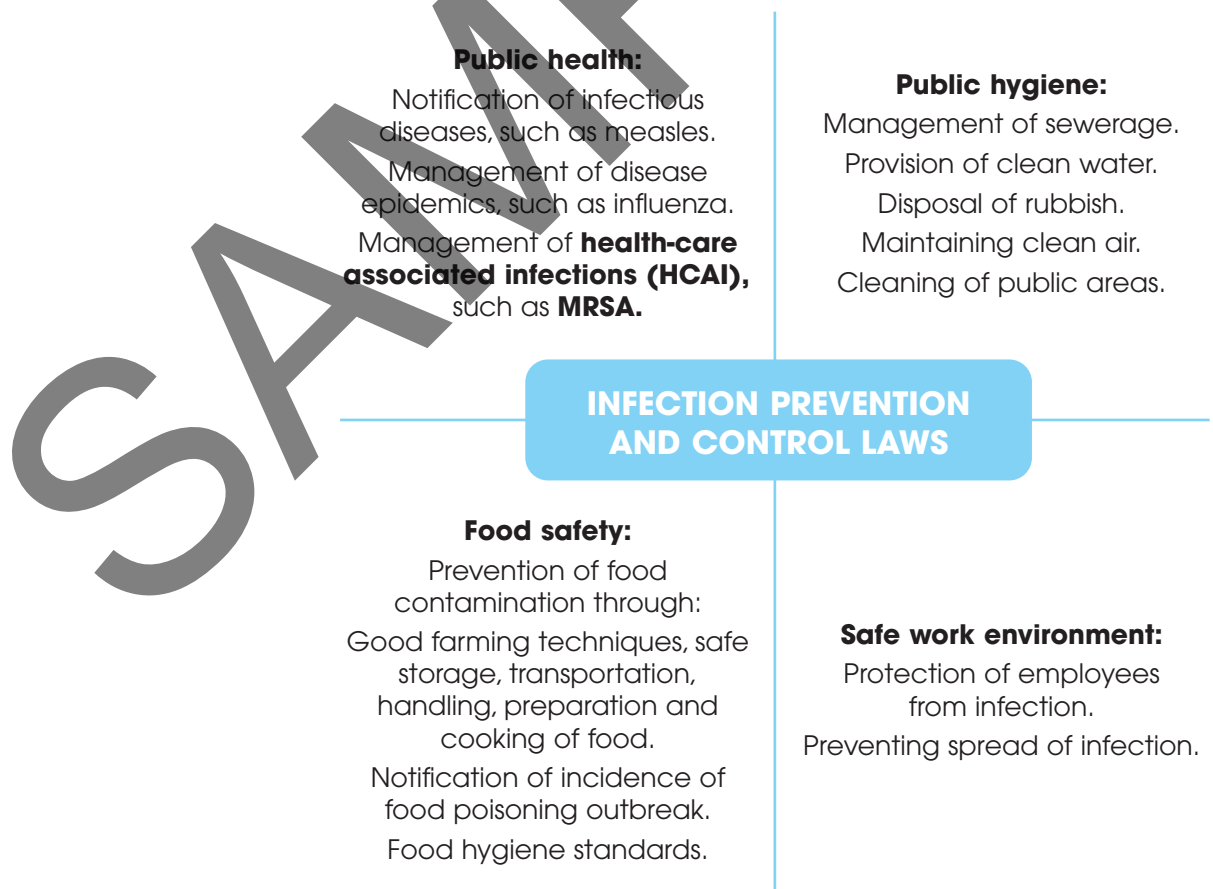 Public health:
Notification of infectious
diseases, such as measles.
Management of disease
epidemics, such as influenza.
Management of health-care
associated infections (HCAI),
such as MRSA.
Public hygiene:
Management of sewerage.
Provision of clean water.
Disposal of rubbish.
Maintaining clean air.
Cleaning of public areas.
INFECTION PREVENTION
AND CONTROL LAWS
Food safety:
Prevention of food
contamination through:
Good farming techniques, safe
storage, transportation,
handling, preparation and
cooking of food.
Notification of incidence of
food poisoning outbreak.
Food hygiene standards.
Safe work environment:
Protection of employees
from infection.
Preventing spread of infection.